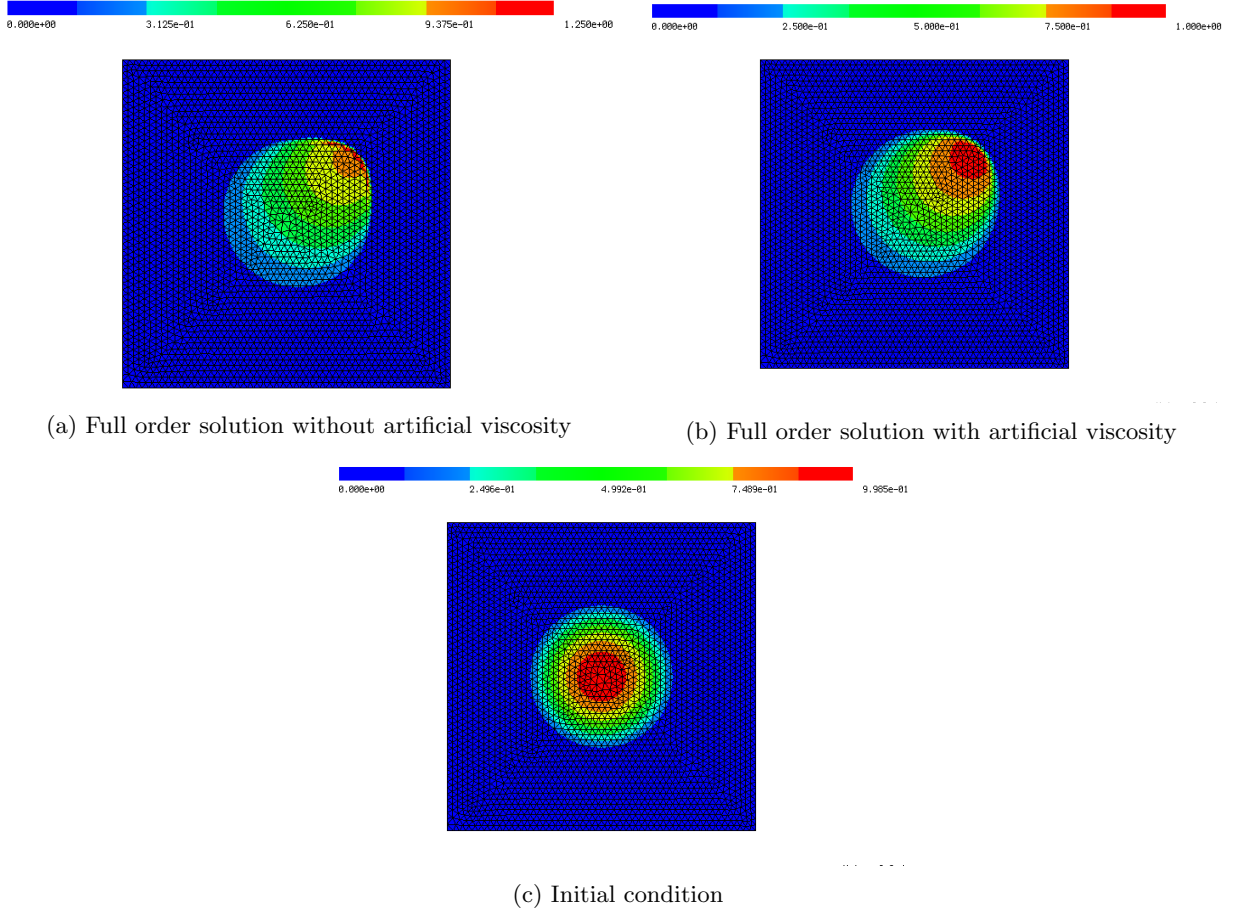 0.000e+00 3.125e-01 6.250e-01 9.375e-01 1.250e+00
0.000e+00 2.500e-01 5.000e-01 7.500e-01 1.000e+00
(a) Full order solution without artificial viscosity
(b) Full order solution with artificial viscosity
0.000e+00 2.496e-01 4.992e-01 7.489e-01 9.985e-01
(c) Initial condition